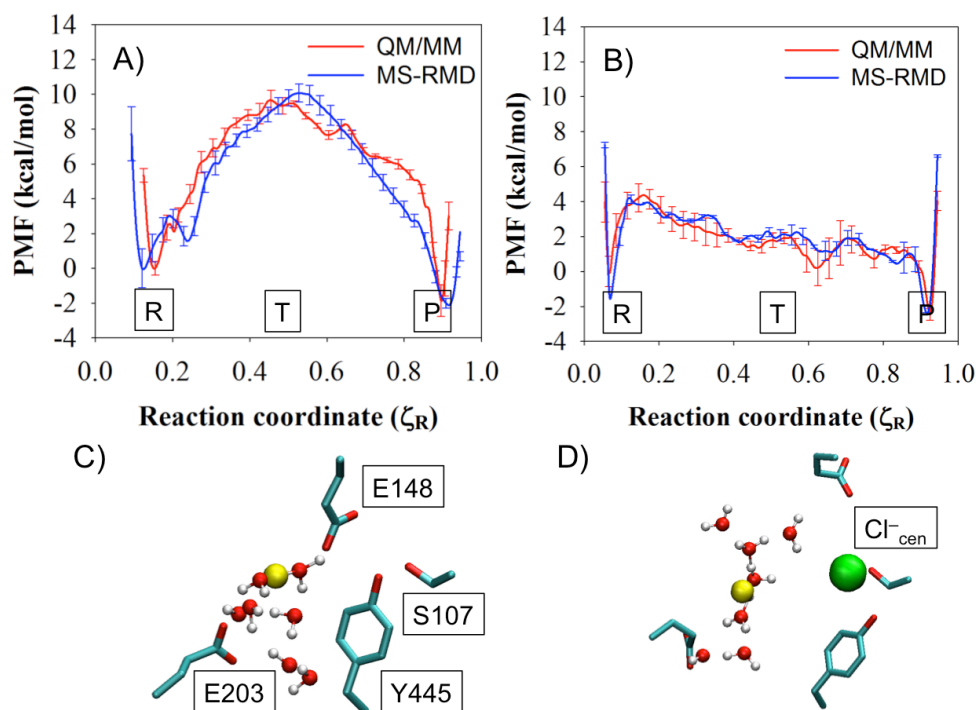 A)
QM/MM
MS-RMD
PMF (kcal/mol)
14
12
10
8
6
4
2
0
-2
-4
R
T
P
0.0 0.2 0.4 0.6 0.8 1.0
Reaction coordinate (ζR)
B)
QM/MM
MS-RMD
PMF (kcal/mol)
14
12
10
8
6
4
2
0
-2
-4
R
T
P
0.0 0.2 0.4 0.6 0.8 1.0
Reaction coordinate (ζR)
C)
E148
S107
E203
Y445
D)
Cl–cen